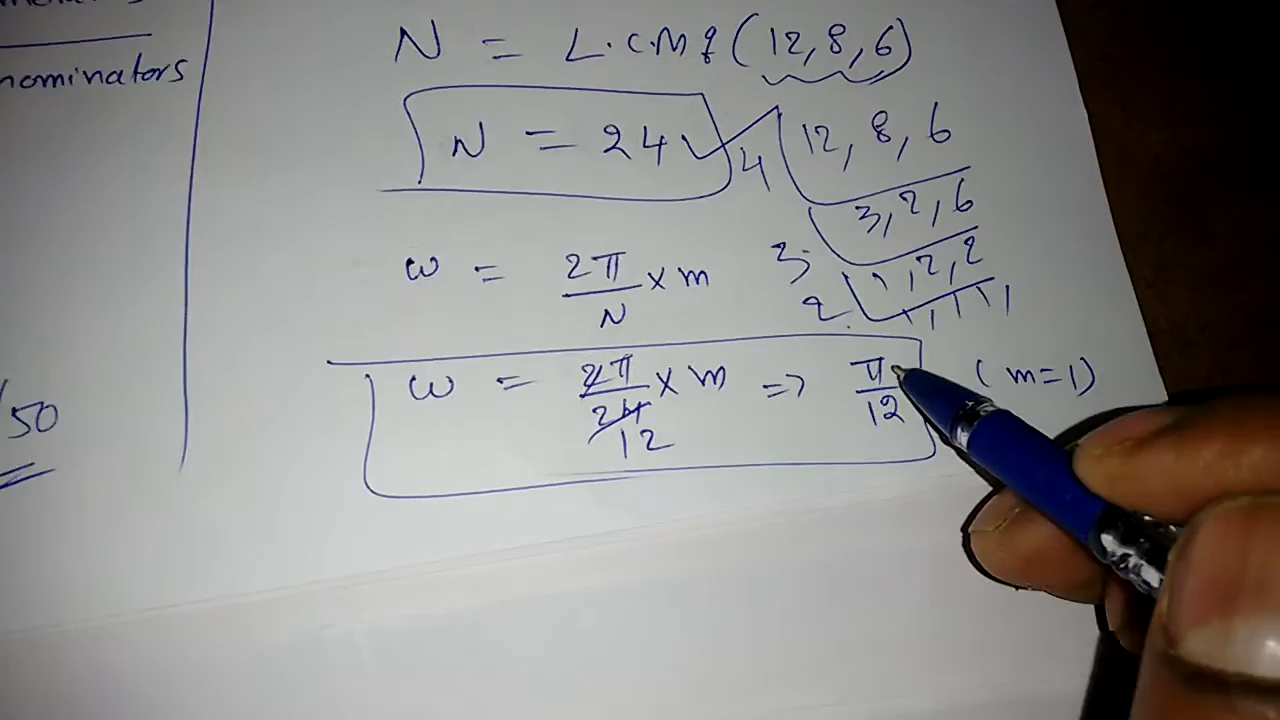 nominators
/50
N = L.C.M of (12,8,6)
N = 24
4 12, 8, 6
3 3, 2, 6
2 1, 2, 2
1, 1, 1
ω = 2π/N × m
ω = 2π/24 × m => π/12 (m=1)
12